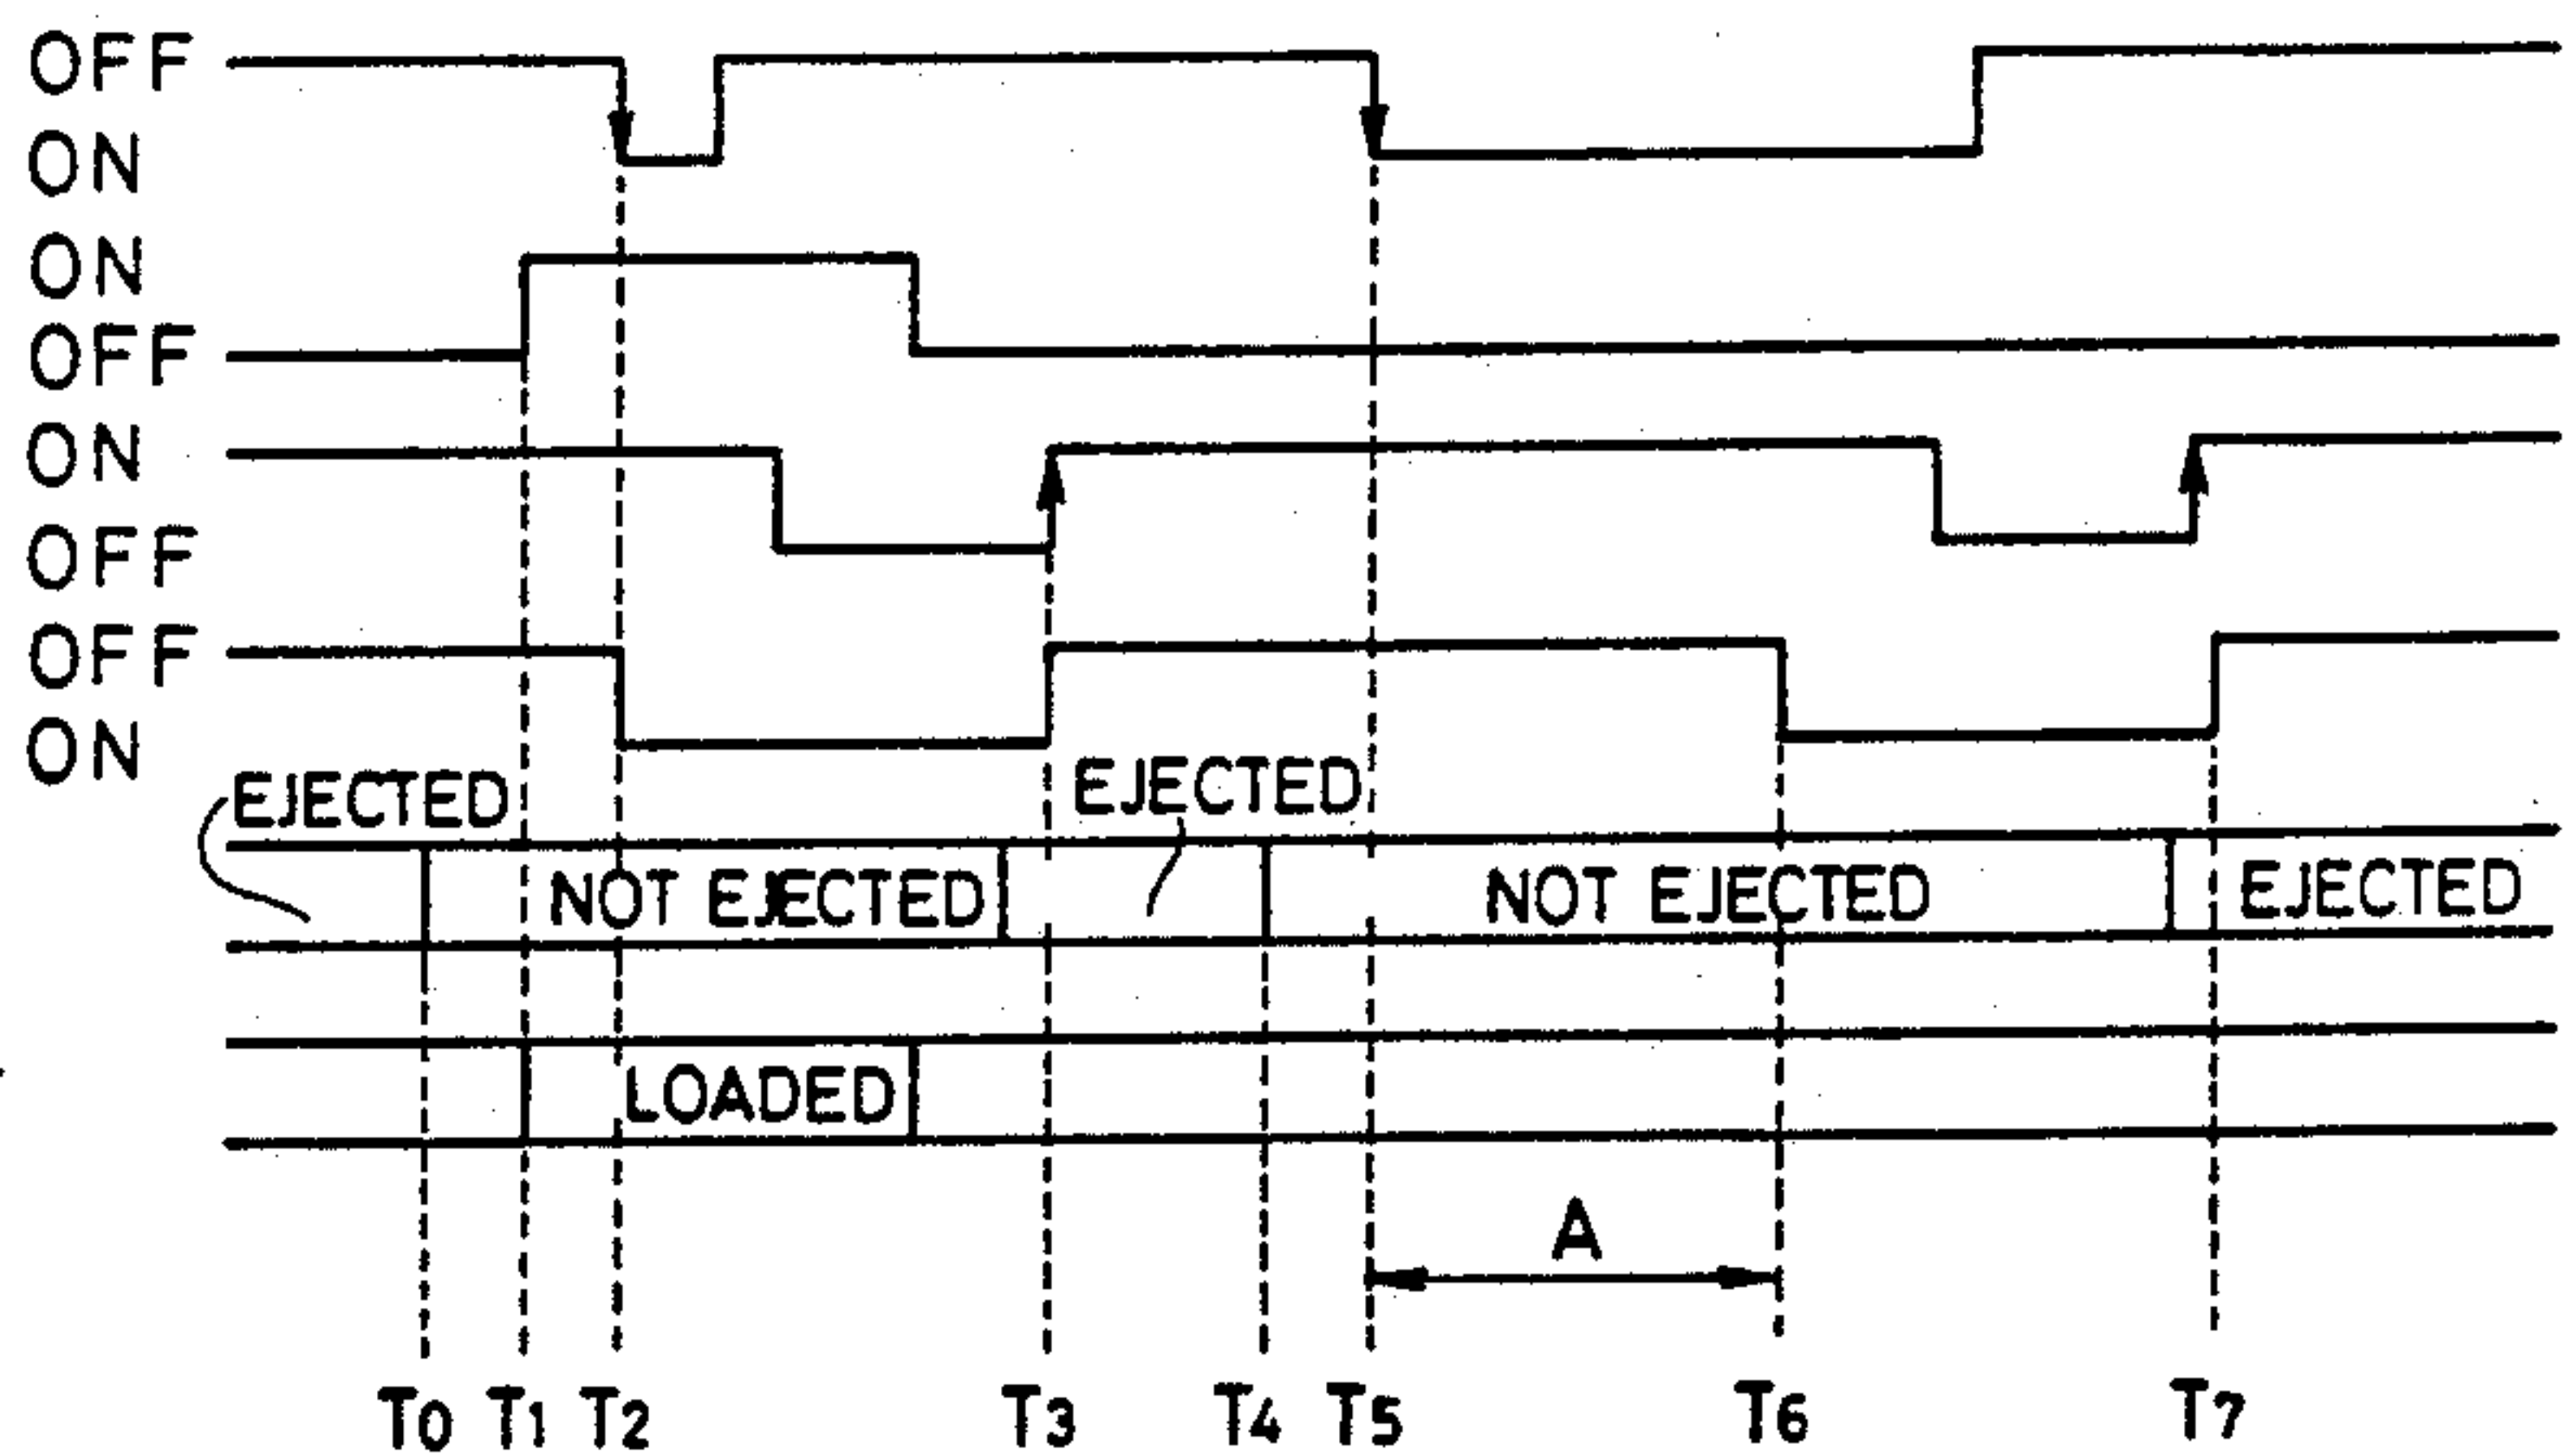 OFF
ON
ON
OFF
ON
OFF
OFF
ON
EJECTED
EJECTED
NOT EJECTED
NOT EJECTED
EJECTED
LOADED
A
T0 T1 T2 T3 T4 T5 T6 T7